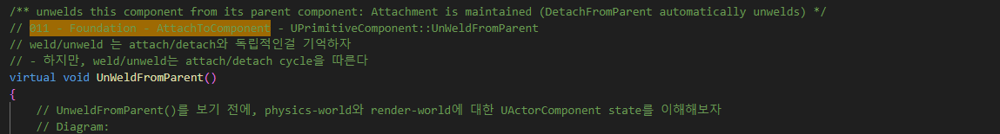 /** unwelds this component from its parent component: Attachment is maintained (DetachFromParent automatically unwelds) */
// 011 - Foundation - AttachToComponent - UPrimitiveComponent::UnWeldFromParent
// weld/unweld 는 attach/detach와 독립적인걸 기억하자
// - 하지만, weld/unweld는 attach/detach cycle을 따른다
virtual void UnWeldFromParent()
{
// UnweldFromParent()를 보기 전에, physics-world와 render-world에 대한 UActorComponent state를 이해해보자
// Diagram: